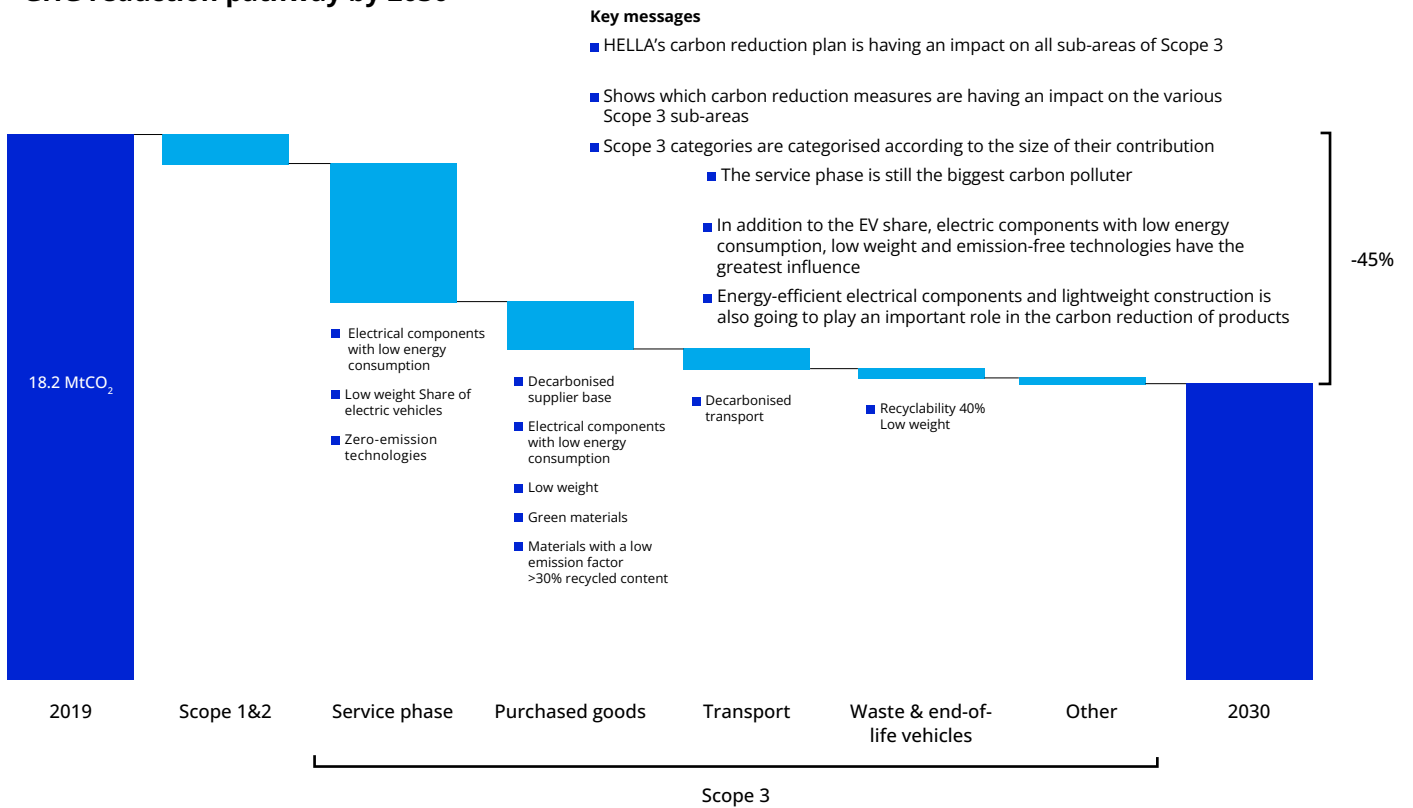 GHG reduction pathway by 2030
Key messages
HELLA's carbon reduction plan is having an impact on all sub-areas of Scope 3
Shows which carbon reduction measures are having an impact on the various
Scope 3 sub-areas
Scope 3 categories are categorised according to the size of their contribution
The service phase is still the biggest carbon polluter
In addition to the EV share, electric components with low energy
consumption, low weight and emission-free technologies have the
greatest influence
Energy-efficient electrical components and lightweight construction is
also going to play an important role in the carbon reduction of products
-45%
18.2 MtCO2
Electrical components
with low energy
consumption
Low weight Share of
electric vehicles
Zero-emission
technologies
Decarbonised
supplier base
Electrical components
with low energy
consumption
Low weight
Green materials
Materials with a low
emission factor
>30% recycled content
Decarbonised
transport
Recyclability 40%
Low weight
2019
Scope 1&2
Service phase
Purchased goods
Transport
Waste & end-of-
life vehicles
Other
2030
Scope 3